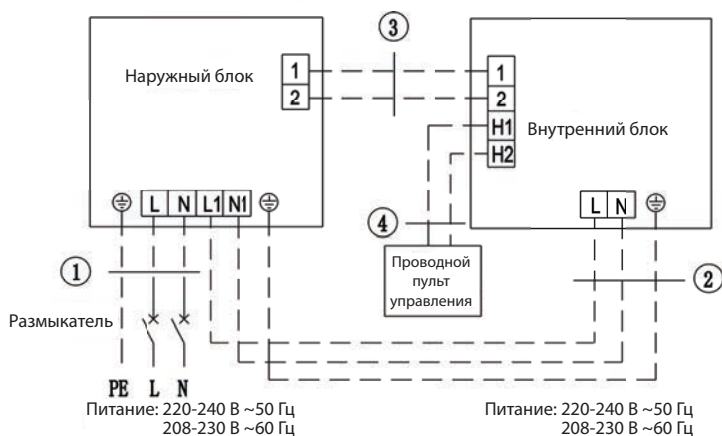 ③
Наружный блок
1
2
1
2
H1
H2
Внутренний блок
L N L1 N1
L N
④
Проводной
пульт
управления
①
②
Размыкатель
PE L N
Питание: 220-240 В ~50 Гц
208-230 В ~60 Гц
Питание: 220-240 В ~50 Гц
208-230 В ~60 Гц